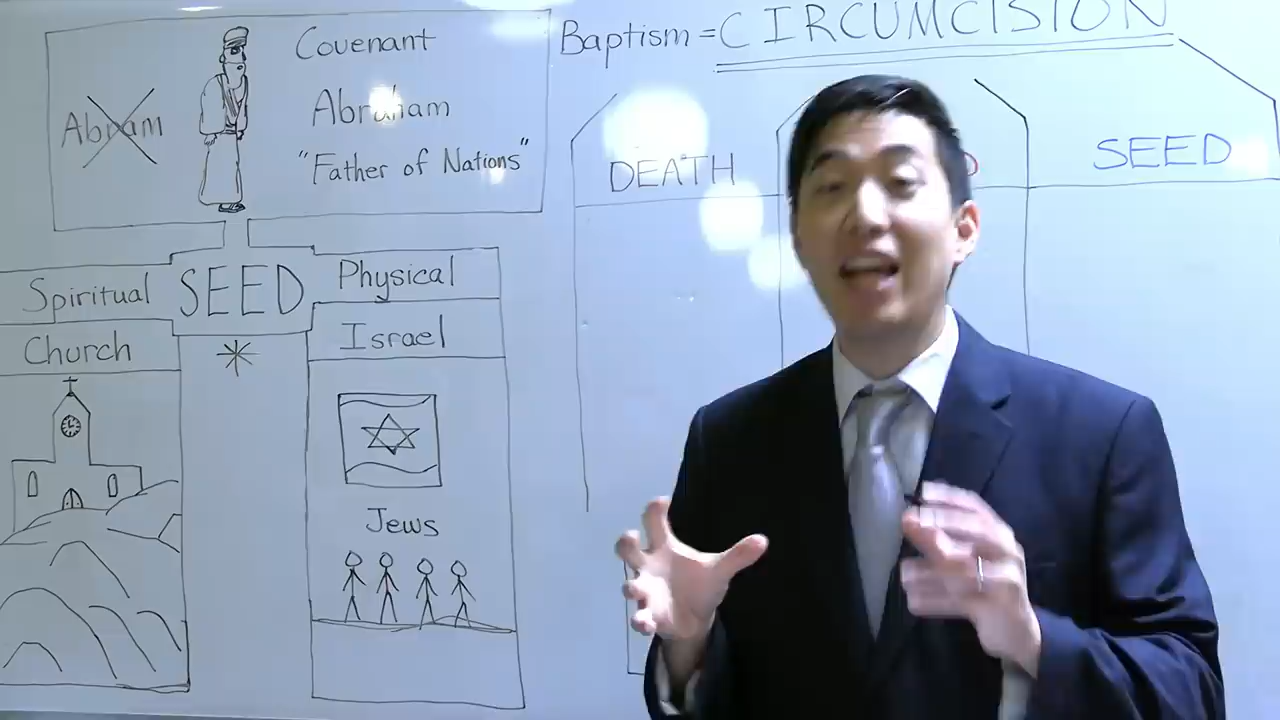 Covenant
Abram
Abraham
"Father of Nations"
SEED
Spiritual
Physical
Church
Israel
*
Jews
Baptism = CIRCUMCISION
DEATH
SEED